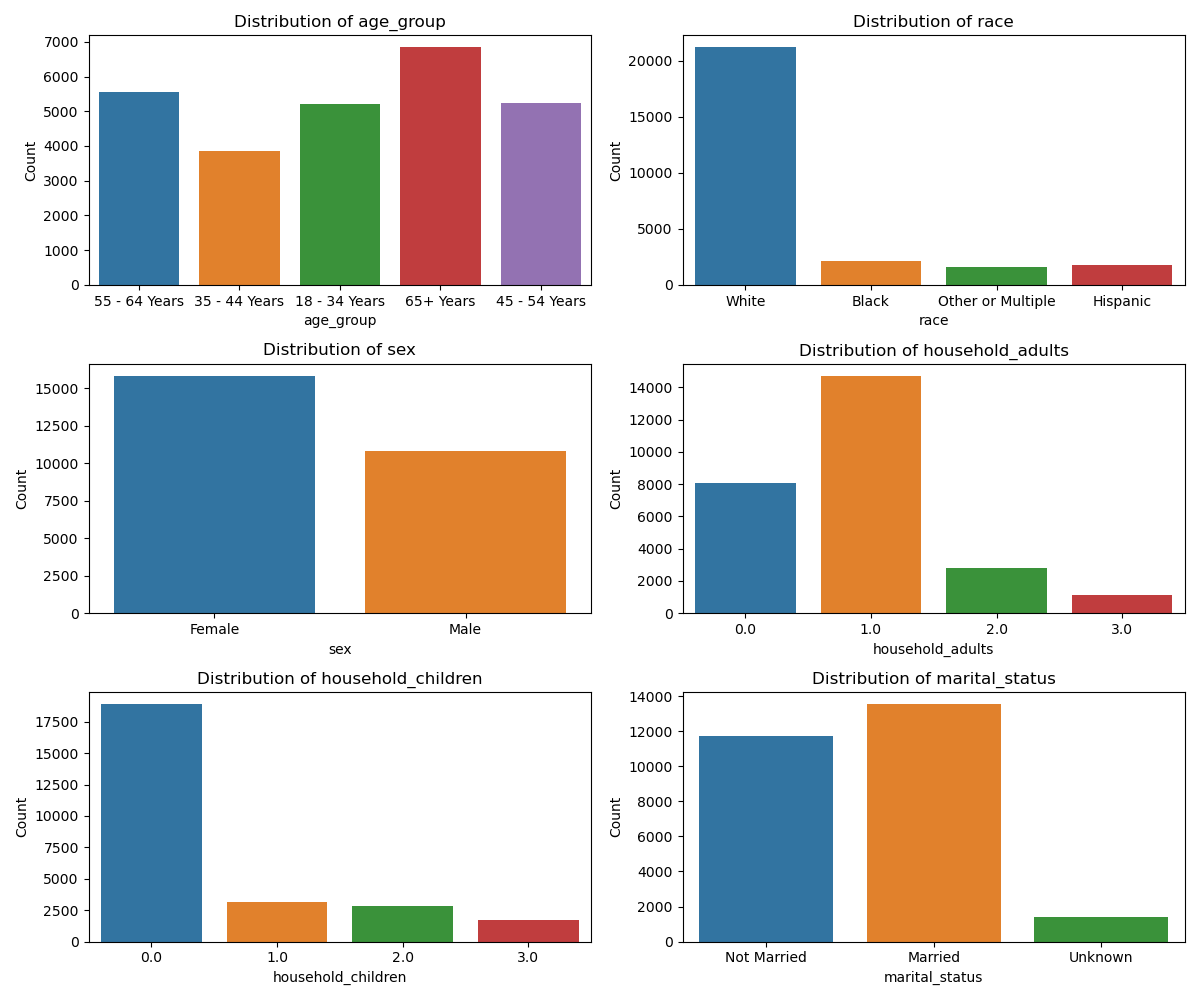 Distribution of age_group
7000
6000
5000
4000
3000
2000
1000
0
Count
55 - 64 Years 35 - 44 Years 18 - 34 Years 65+ Years 45 - 54 Years
age_group
Distribution of race
20000
15000
10000
5000
0
Count
White Black Other or Multiple Hispanic
race
Distribution of sex
15000
12500
10000
7500
5000
2500
0
Count
Female Male
sex
Distribution of household_adults
14000
12000
10000
8000
6000
4000
2000
0
Count
0.0 1.0 2.0 3.0
household_adults
Distribution of household_children
17500
15000
12500
10000
7500
5000
2500
0
Count
0.0 1.0 2.0 3.0
household_children
Distribution of marital_status
14000
12000
10000
8000
6000
4000
2000
0
Count
Not Married Married Unknown
marital_status